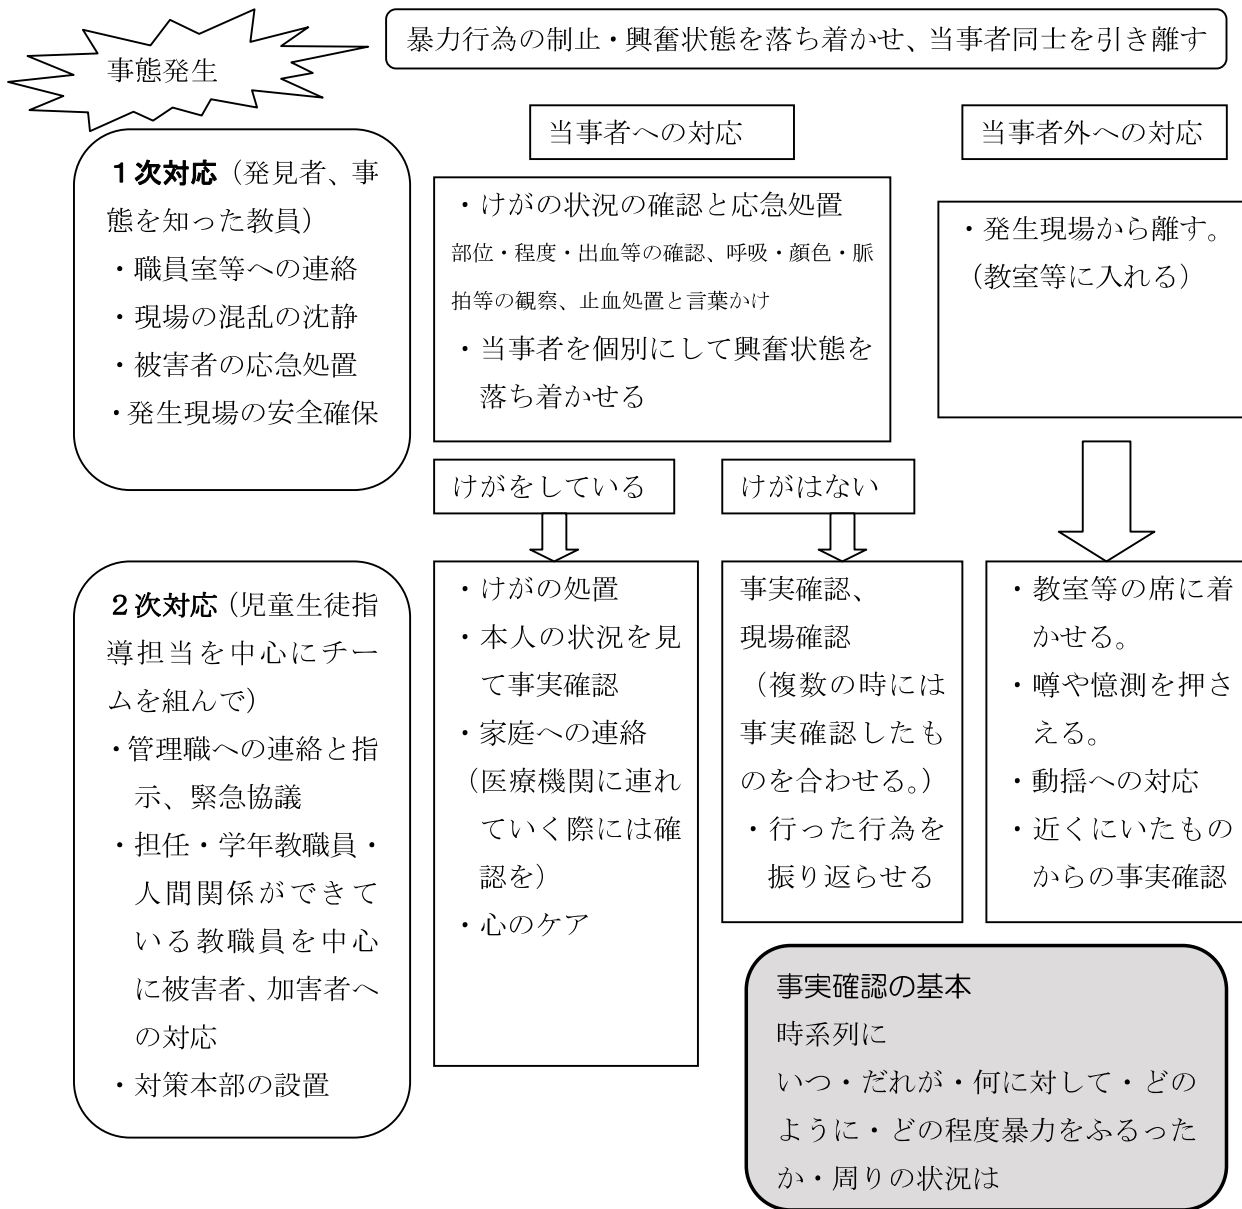 事態発生
暴力行為の制止・興奮状態を落ち着かせ、当事者同士を引き離す
当事者への対応
当事者外への対応
１次対応（発見者、事
態を知った教員）
・職員室等への連絡
・現場の混乱の沈静
・被害者の応急処置
・発生現場の安全確保
・けがの状況の確認と応急処置
部位・程度・出血等の確認、呼吸・顔色・脈
拍等の観察、止血処置と言葉かけ
・当事者を個別にして興奮状態を
落ち着かせる
・発生現場から離す。
（教室等に入れる）
けがをしている
けがはない
２次対応（児童生徒指
導担当を中心にチー
ムを組んで）
・管理職への連絡と指
示、緊急協議
・担任・学年教職員・
人間関係ができて
いる教職員を中心
に被害者、加害者へ
の対応
・対策本部の設置
・けがの処置
・本人の状況を見
て事実確認
・家庭への連絡
（医療機関に連れ
ていく際には確
認を）
・心のケア
事実確認、
現場確認
（複数の時には
事実確認したも
のを合わせる。）
・行った行為を
振り返らせる
・教室等の席に着
かせる。
・噂や憶測を押さ
える。
・動揺への対応
・近くにいたもの
からの事実確認
事実確認の基本
時系列に
いつ・だれが・何に対して・どの
ように・どの程度暴力をふるった
か・周りの状況は